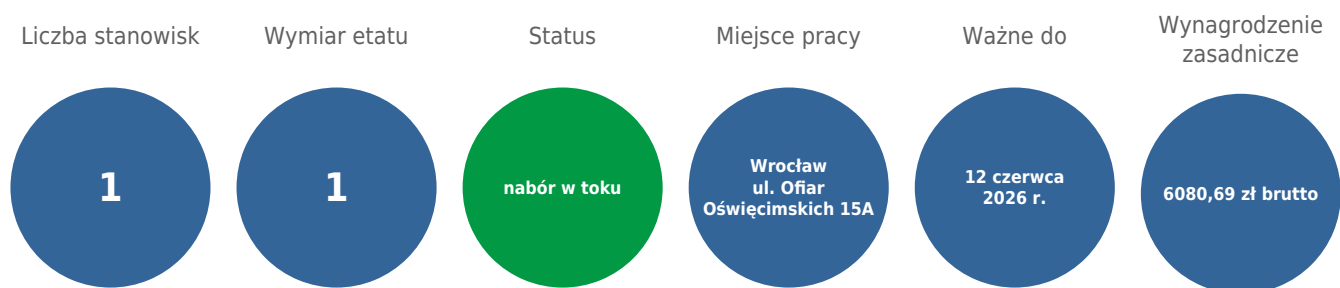 Liczba stanowisk
1
Wymiar etatu
1
Status
nabór w toku
Miejsce pracy
Wrocław
ul. Ofiar
Oświęcimskich 15A
Ważne do
12 czerwca
2026 r.
Wynagrodzenie
zasadnicze
6080,69 zł brutto